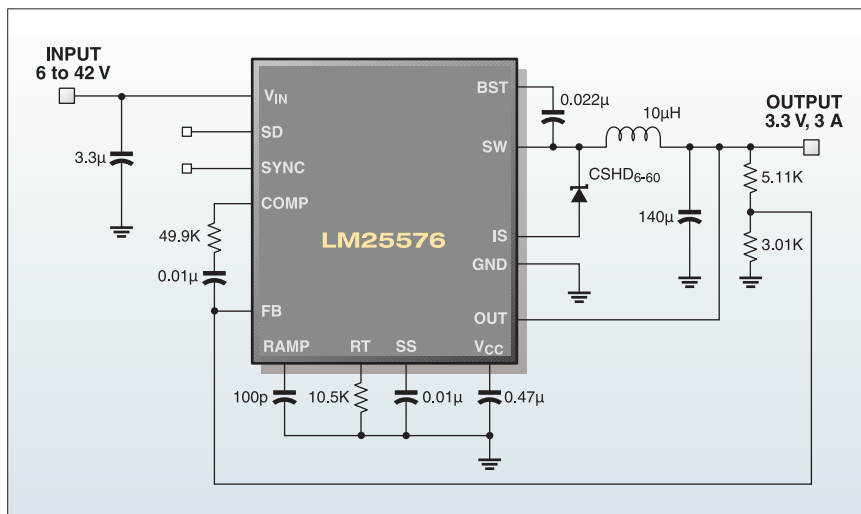 INPUT
6 to 42 V
VIN
SD
3.3µ
SYNC
COMP
49.9K
0.01µ
FB
RAMP
RT
SS
VCC
LM25576
BST
0.022µ
10µH
OUTPUT
3.3 V, 3 A
SW
CSHD6-60
5.11K
140µ
IS
3.01K
GND
OUT
100p
10.5K
0.01µ
0.47µ